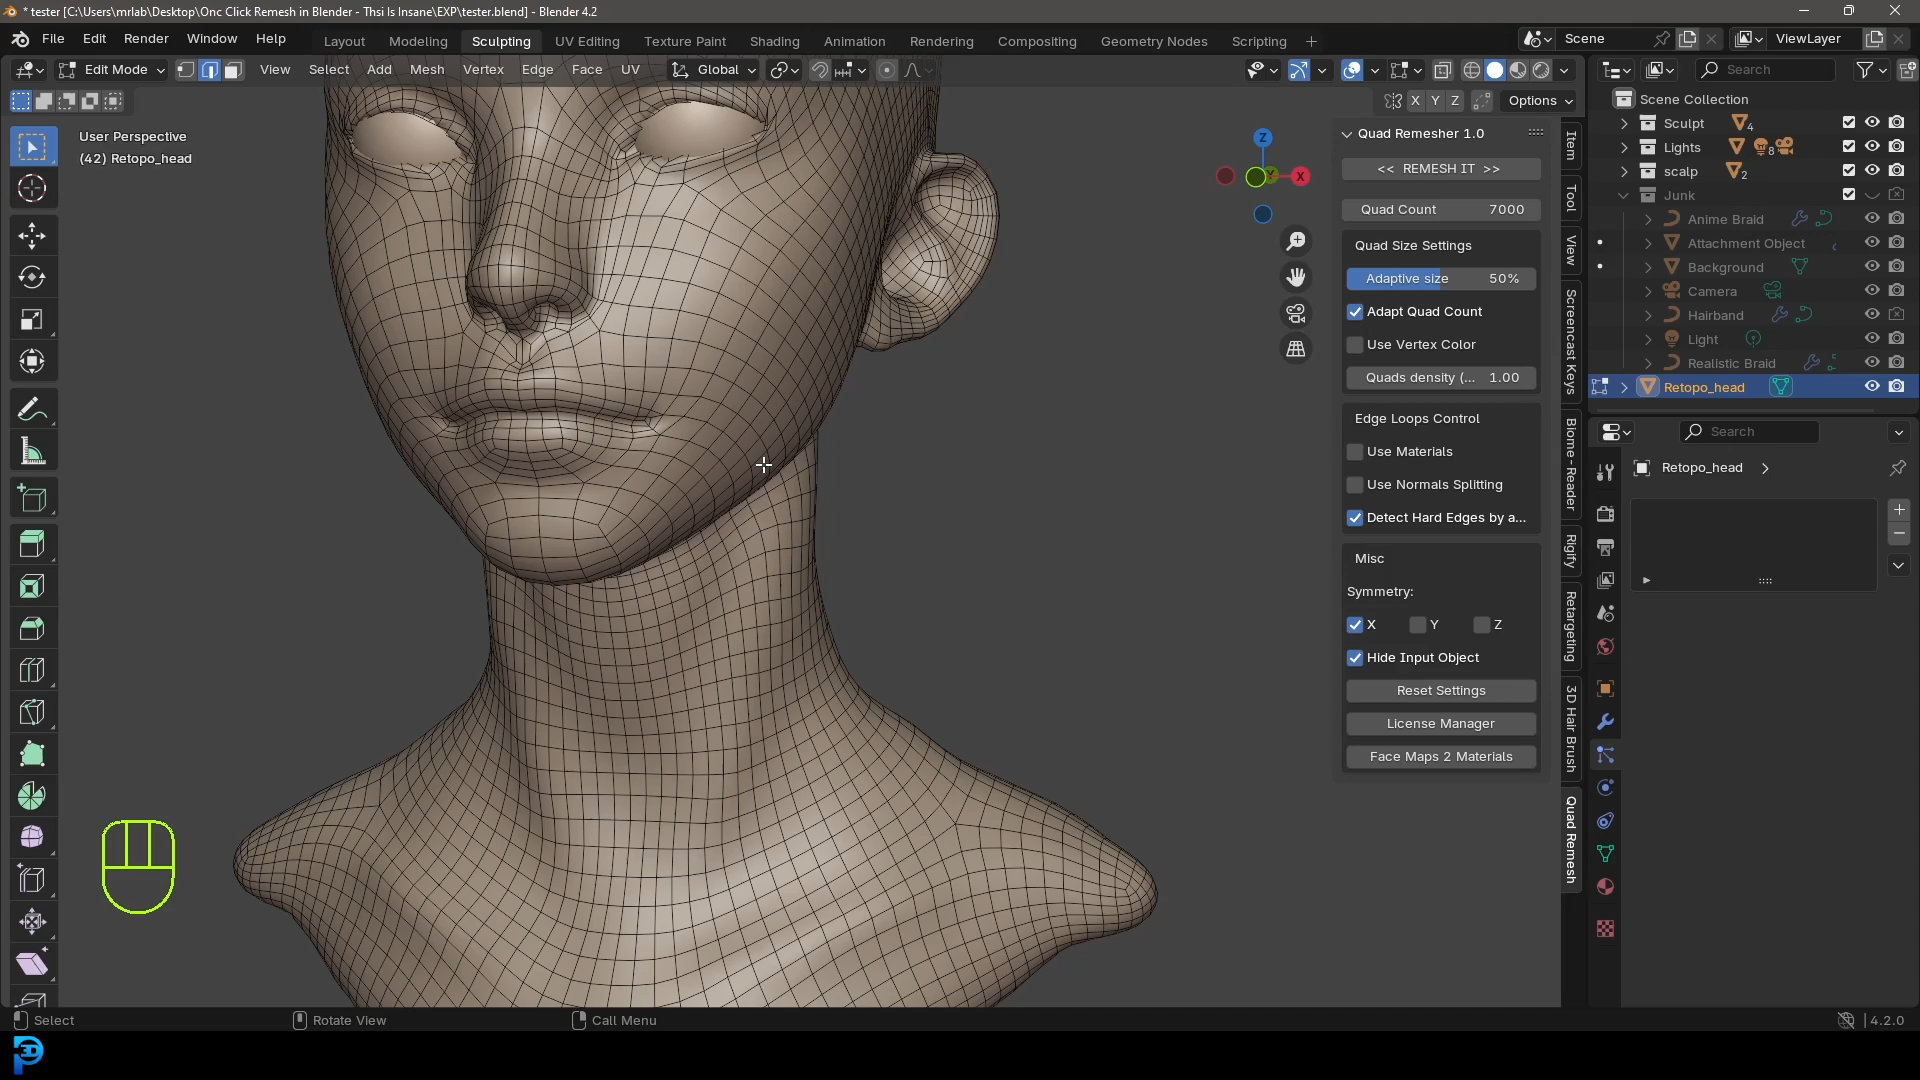 * tester [C:\Users\mrlab\Desktop\Onc Click Remesh in Blender - Thsi Is Insane\EXP\tester.blend] - Blender 4.2
File Edit Render Window Help
Layout Modeling Sculpting UV Editing Texture Paint Shading Animation Rendering Compositing Geometry Nodes Scripting +
Scene
ViewLayer
Edit Mode
View Select Add Mesh Vertex Edge Face UV
Global
Search
X Y Z
Options
User Perspective
(42) Retopo_head
Z
X
Quad Remesher 1.0
<< REMESH IT >>
Quad Count 7000
Quad Size Settings
Adaptive size 50%
Adapt Quad Count
Use Vertex Color
Quads density (... 1.00
Edge Loops Control
Use Materials
Use Normals Splitting
Detect Hard Edges by a...
Misc
Symmetry:
X Y Z
Hide Input Object
Reset Settings
License Manager
Face Maps 2 Materials
Item
Tool
View
Screencast Keys
Biome-Reader
Rigify
Retargeting
3D Hair Brush
Quad Remesh
Scene Collection
Sculpt 4
Lights 8
scalp 2
Junk
Anime Braid
Attachment Object
Background
Camera
Hairband
Light
Realistic Braid
Retopo_head
Search
Retopo_head
Select
Rotate View
Call Menu
4.2.0